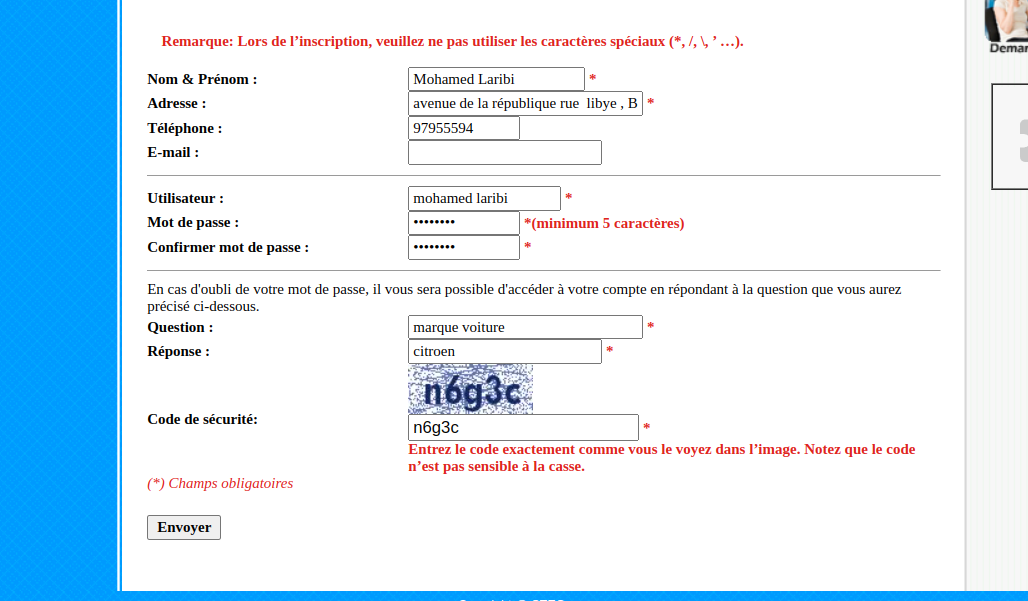 Remarque: Lors de l’inscription, veuillez ne pas utiliser les caractères spéciaux (*, /, \, ’ …).
Nom & Prénom : Mohamed Laribi *
Adresse : avenue de la république rue  libye , B *
Téléphone : 97955594
E-mail :
Utilisateur : mohamed laribi *
Mot de passe : •••••••• *(minimum 5 caractères)
Confirmer mot de passe : •••••••• *
En cas d'oubli de votre mot de passe, il vous sera possible d'accéder à votre compte en répondant à la question que vous aurez
précisé ci-dessous.
Question : marque voiture *
Réponse : citroen *
n6g3c
Code de sécurité: n6g3c *
Entrez le code exactement comme vous le voyez dans l’image. Notez que le code
n’est pas sensible à la casse.
(*) Champs obligatoires
Envoyer